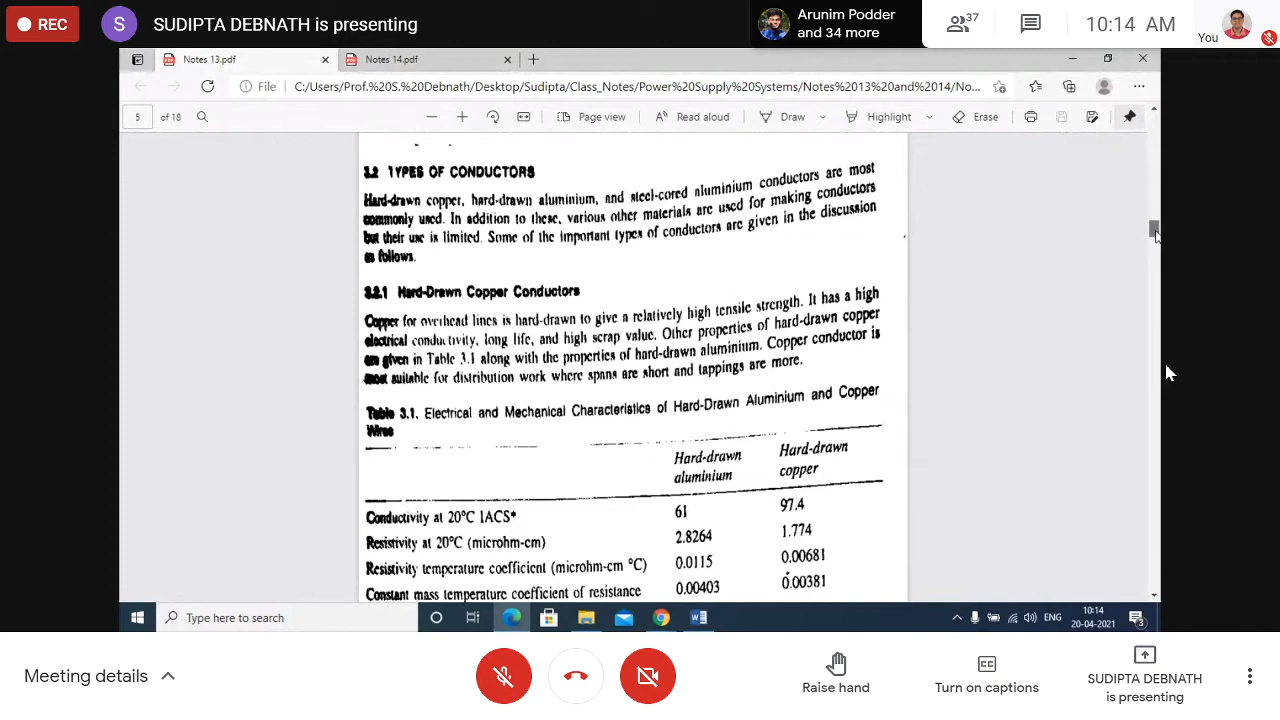 REC
S
SUDIPTA DEBNATH is presenting
Arunim Podder
and 34 more
37
10:14 AM
You
Notes 13.pdf
Notes 14.pdf
File
C:/Users/Prof.%20S.%20Debnath/Desktop/Sudipta/Class_Notes/Power%20Supply%20Systems/Notes%2013%20and%2014/No...
5
of 18
Page view
Read aloud
Draw
Highlight
Erase
3.2 TYPES OF CONDUCTORS
Hard-drawn copper, hard-drawn aluminium, and steel-cored aluminium conductors are most
commonly used. In addition to these, various other materials are used for making conductors
but their use is limited. Some of the important types of conductors are given in the discussion
as follows.
3.2.1 Hard-Drawn Copper Conductors
Copper for overhead lines is hard-drawn to give a relatively high tensile strength. It has a high
electrical conductivity, long life, and high scrap value. Other properties of hard-drawn copper
are given in Table 3.1 along with the properties of hard-drawn aluminium. Copper conductor is
most suitable for distribution work where spans are short and tappings are more.
Table 3.1. Electrical and Mechanical Characteristics of Hard-Drawn Aluminium and Copper
Wires
Hard-drawn aluminium Hard-drawn copper
Conductivity at 20°C IACS* 61 97.4
Resistivity at 20°C (microhm-cm) 2.8264 1.774
Resistivity temperature coefficient (microhm-cm °C) 0.0115 0.00681
Constant mass temperature coefficient of resistance 0.00403 0.00381
Type here to search
ENG
10:14
20-04-2021
3
Meeting details
Raise hand
Turn on captions
SUDIPTA DEBNATH
is presenting